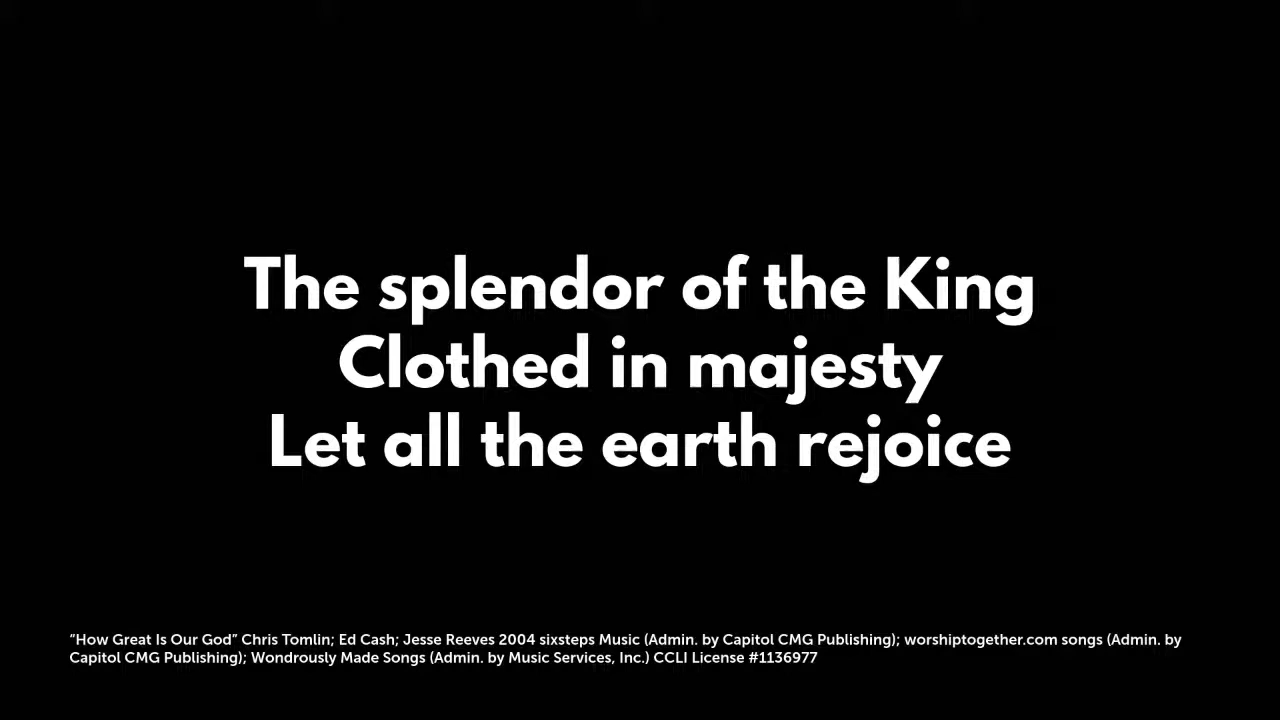 The splendor of the King
Clothed in majesty
Let all the earth rejoice
“How Great Is Our God” Chris Tomlin; Ed Cash; Jesse Reeves 2004 sixsteps Music (Admin. by Capitol CMG Publishing); worshiptogether.com songs (Admin. by
Capitol CMG Publishing); Wondrously Made Songs (Admin. by Music Services, Inc.) CCLI License #1136977